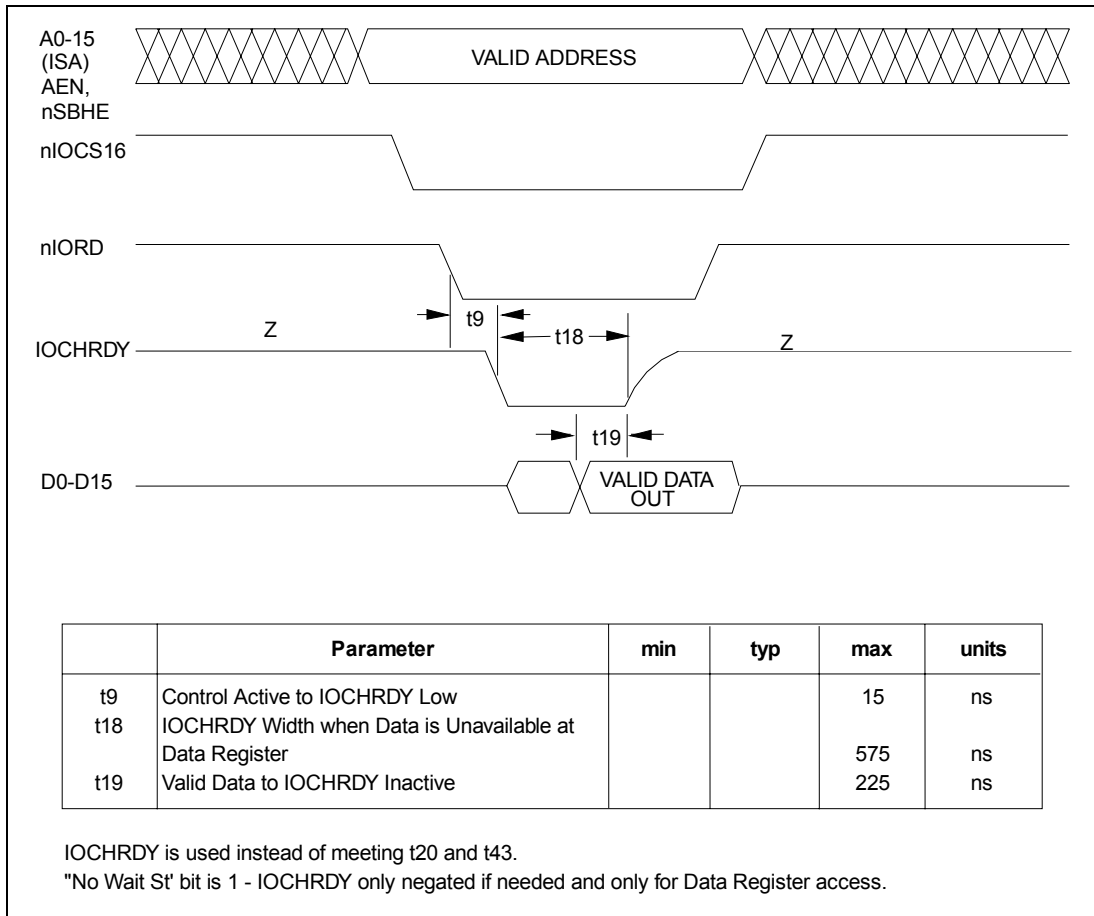 A0-15
(ISA)
AEN,
nSBHE
VALID ADDRESS
nIOCS16
nIORD
t9
Z
t18
Z
IOCHRDY
t19
D0-D15
VALID DATA
OUT
Parameter min typ max units
t9 Control Active to IOCHRDY Low 15 ns
t18 IOCHRDY Width when Data is Unavailable at
Data Register 575 ns
t19 Valid Data to IOCHRDY Inactive 225 ns
IOCHRDY is used instead of meeting t20 and t43.
"No Wait St' bit is 1 - IOCHRDY only negated if needed and only for Data Register access.